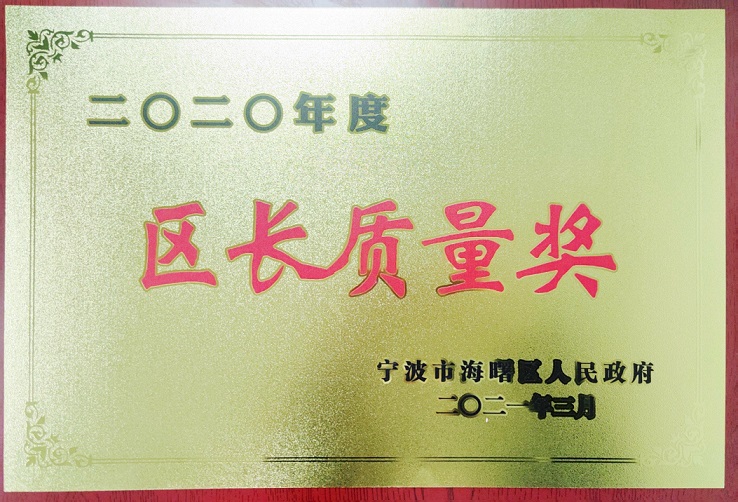 二〇二〇年度
区长质量奖
宁波市海曙区人民政府
二〇二一年三月